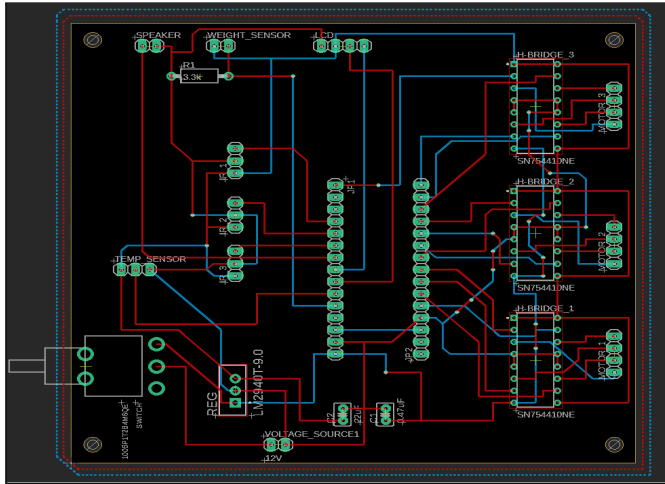 SPEAKER
WEIGHT_SENSOR
LCD
H-BRIDGE_3
R1
3.3k
MOTOR_3
IR_1
SN754410NE
JP1
H-BRIDGE_2
IR_2
MOTOR_2
IR_3
TEMP_SENSOR
SN754410NE
H-BRIDGE_1
MOTOR_1
JP2
REG
LM2940T-9.0
SWITCH
C2
22uF
C1
0.47uF
SN754410NE
VOLTAGE_SOURCE1
12V